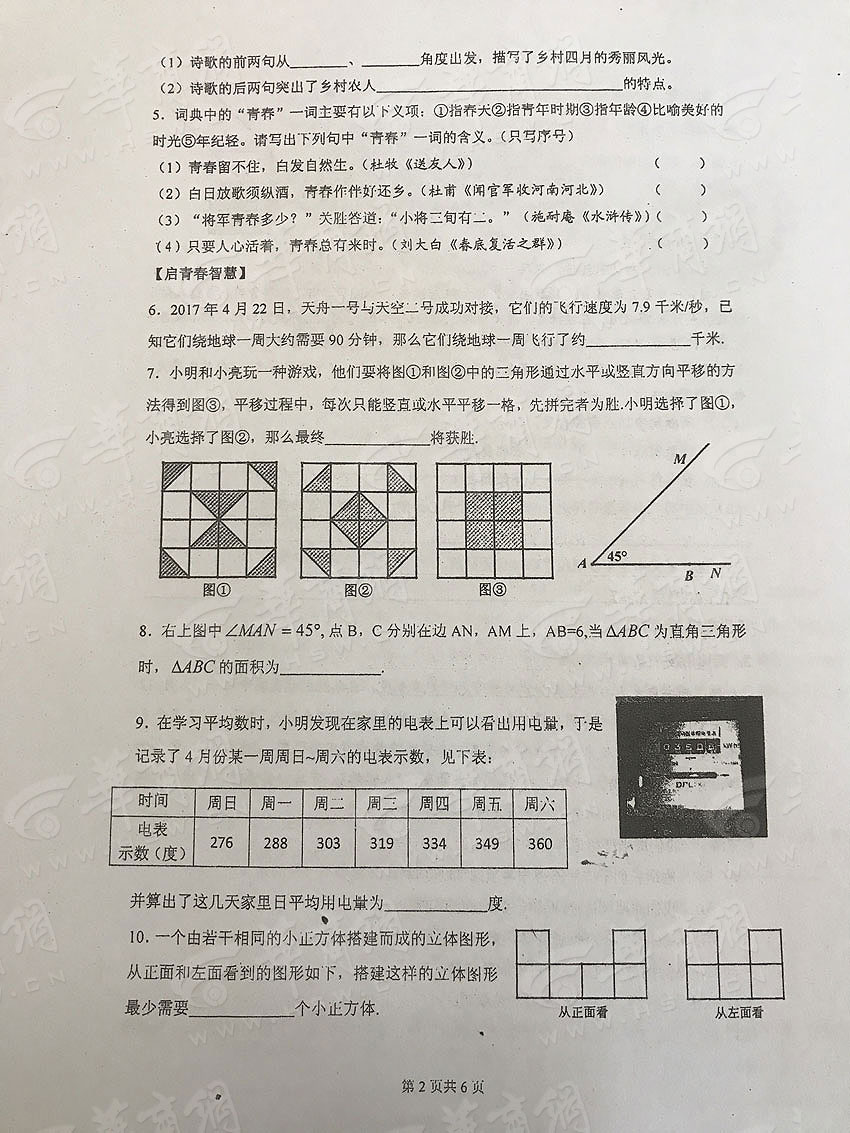 (1)诗歌的前两句从________、________角度出发，描写了乡村四月的秀丽风光。
(2)诗歌的后两句突出了乡村农人________________________的特点。
5．词典中的“青春”一词主要有以下义项：①指春天②指青年时期③指年龄④比喻美好的
时光⑤年纪轻。请写出下列句中“青春”一词的含义。(只写序号)
(1)青春留不住，白发自然生。(杜牧《送友人》) ( )
(2)白日放歌须纵酒，青春作伴好还乡。(杜甫《闻官军收河南河北》) ( )
(3)“将军青春多少？”关胜答道：“小将三旬有二。”(施耐庵《水浒传》) ( )
(4)只要人心活着，青春总有来时。(刘大白《春底复活之群》) ( )
【启青春智慧】
6．2017年4月22日，天舟一号与天空二号成功对接，它们的飞行速度为7.9千米/秒，已
知它们绕地球一周大约需要90分钟，那么它们绕地球一周飞行了约____________千米.
7．小明和小亮玩一种游戏，他们要将图①和图②中的三角形通过水平或竖直方向平移的方
法得到图③，平移过程中，每次只能竖直或水平平移一格，先拼完者为胜.小明选择了图①，
小亮选择了图②，那么最终____________将获胜.
M
A 45° B N
图① 图② 图③
8．右上图中∠MAN=45°,点B，C分别在边AN，AM上，AB=6,当ΔABC为直角三角形
时，ΔABC的面积为____________.
9．在学习平均数时，小明发现在家里的电表上可以看出用电量，于是
记录了4月份某一周周日~周六的电表示数，见下表：
时间 周日 周一 周二 周三 周四 周五 周六
电表
示数(度) 276 288 303 319 334 349 360
并算出了这几天家里日平均用电量为____________度.
10．一个由若干相同的小正方体搭建而成的立体图形，
从正面和左面看到的图形如下，搭建这样的立体图形
最少需要____________个小正方体.
从正面看 从左面看
第2页共6页